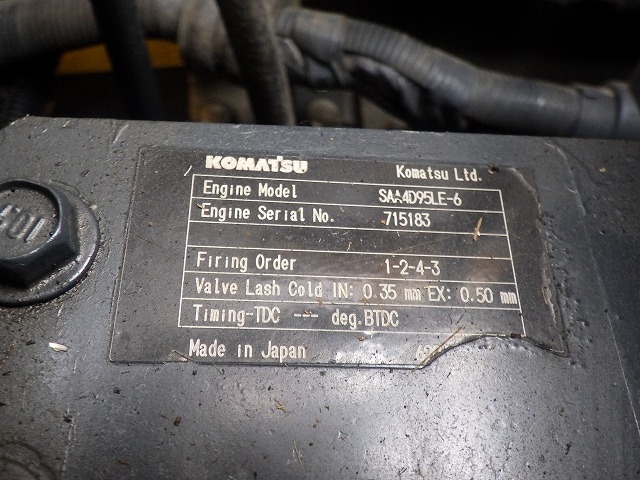 KOMATSU Komatsu Ltd.
Engine Model SAA4D95LE-6
Engine Serial No. 715183
Firing Order 1-2-4-3
Valve Lash Cold IN: 0.35 mm EX: 0.50 mm
Timing-TDC --- deg.BTDC
Made in Japan